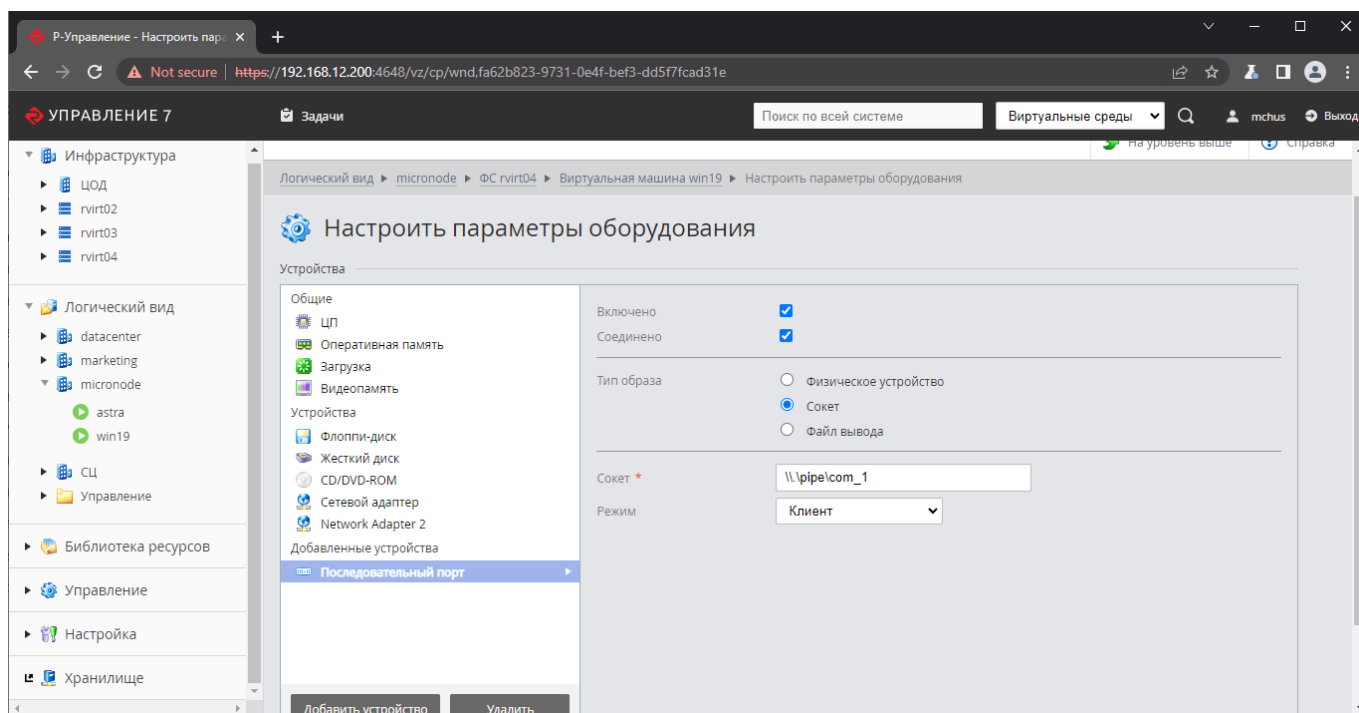 Р-Управление - Настроить пара
Not secure | https://192.168.12.200:4648/vz/cp/wnd,fa62b823-9731-0e4f-bef3-dd5f7fcad31e
УПРАВЛЕНИЕ 7
Задачи
Поиск по всей системе
Виртуальные среды
mchus
Выход
На уровень выше
Справка
Инфраструктура
ЦОД
rvirt02
rvirt03
rvirt04
Логический вид
datacenter
marketing
micronode
astra
win19
СЦ
Управление
Библиотека ресурсов
Управление
Настройка
Хранилище
Логический вид ▸ micronode ▸ ФС rvirt04 ▸ Виртуальная машина win19 ▸ Настроить параметры оборудования
Настроить параметры оборудования
Устройства
Общие
ЦП
Оперативная память
Загрузка
Видеопамять
Устройства
Флоппи-диск
Жесткий диск
CD/DVD-ROM
Сетевой адаптер
Network Adapter 2
Добавленные устройства
Последовательный порт
Добавить устройство
Удалить
Включено
Соединено
Тип образа
Физическое устройство
Сокет
Файл вывода
Сокет *
\\.\pipe\com_1
Режим
Клиент